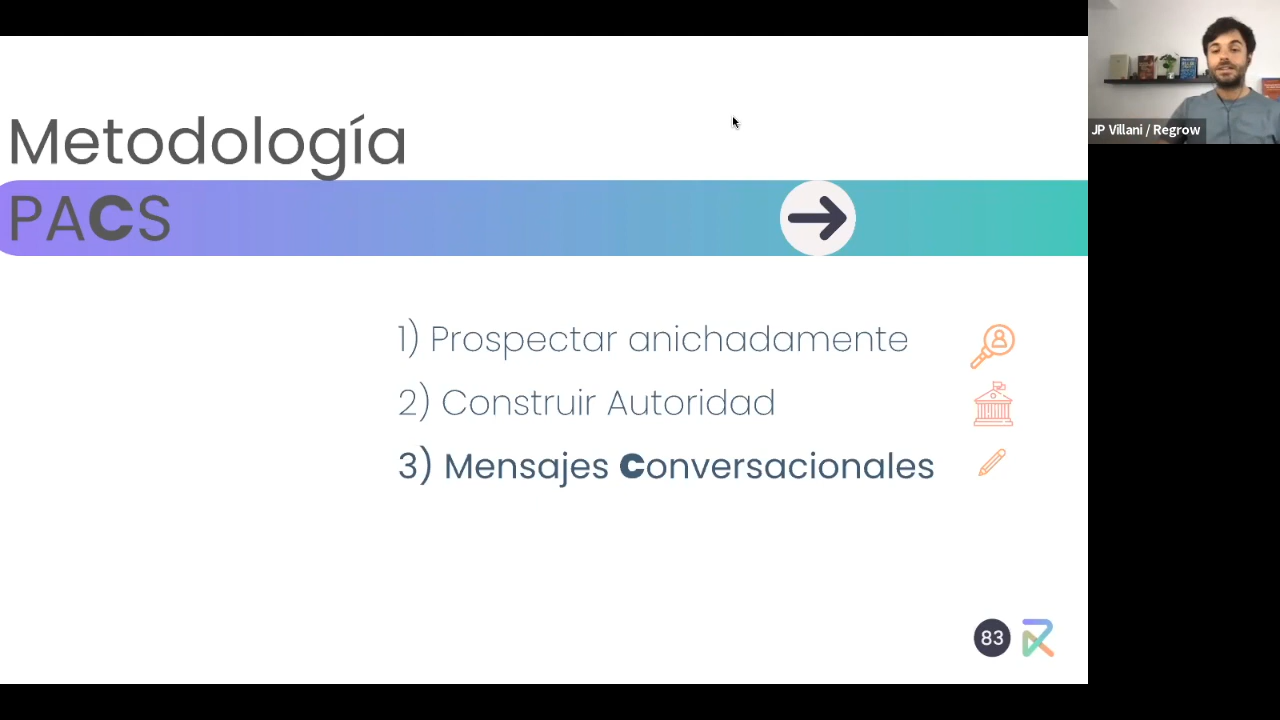 Metodología
PACS
1) Prospectar anichadamente
2) Construir Autoridad
3) Mensajes Conversacionales
83
JP Villani / Regrow